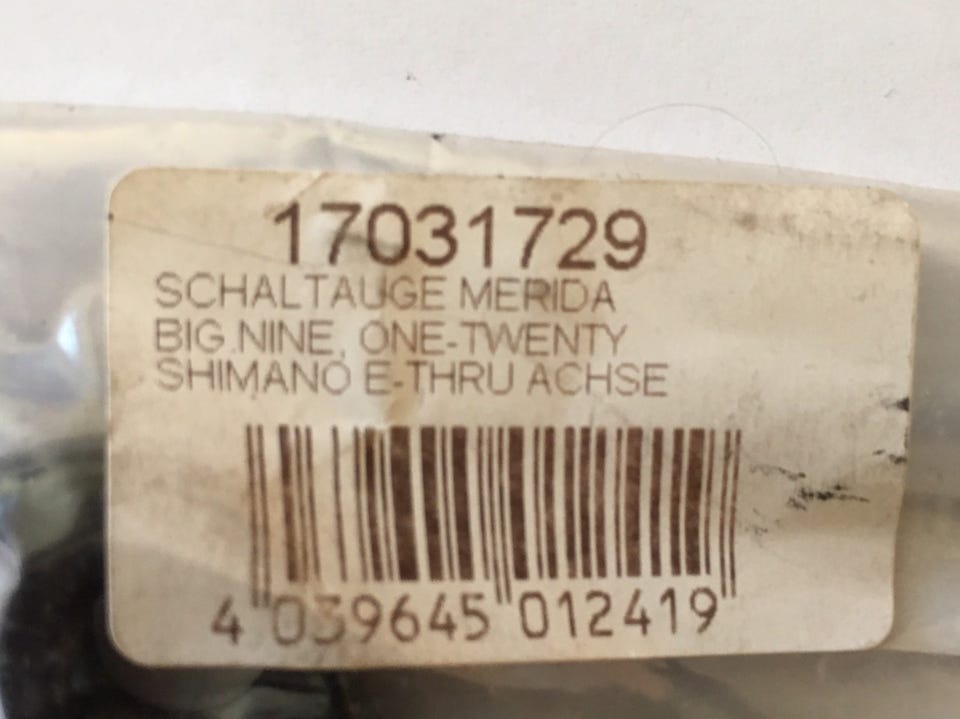 17031729
SCHALTAUGE MERIDA
BIG.NINE, ONE-TWENTY
SHIMANO E-THRU ACHSE
4 039645 012419